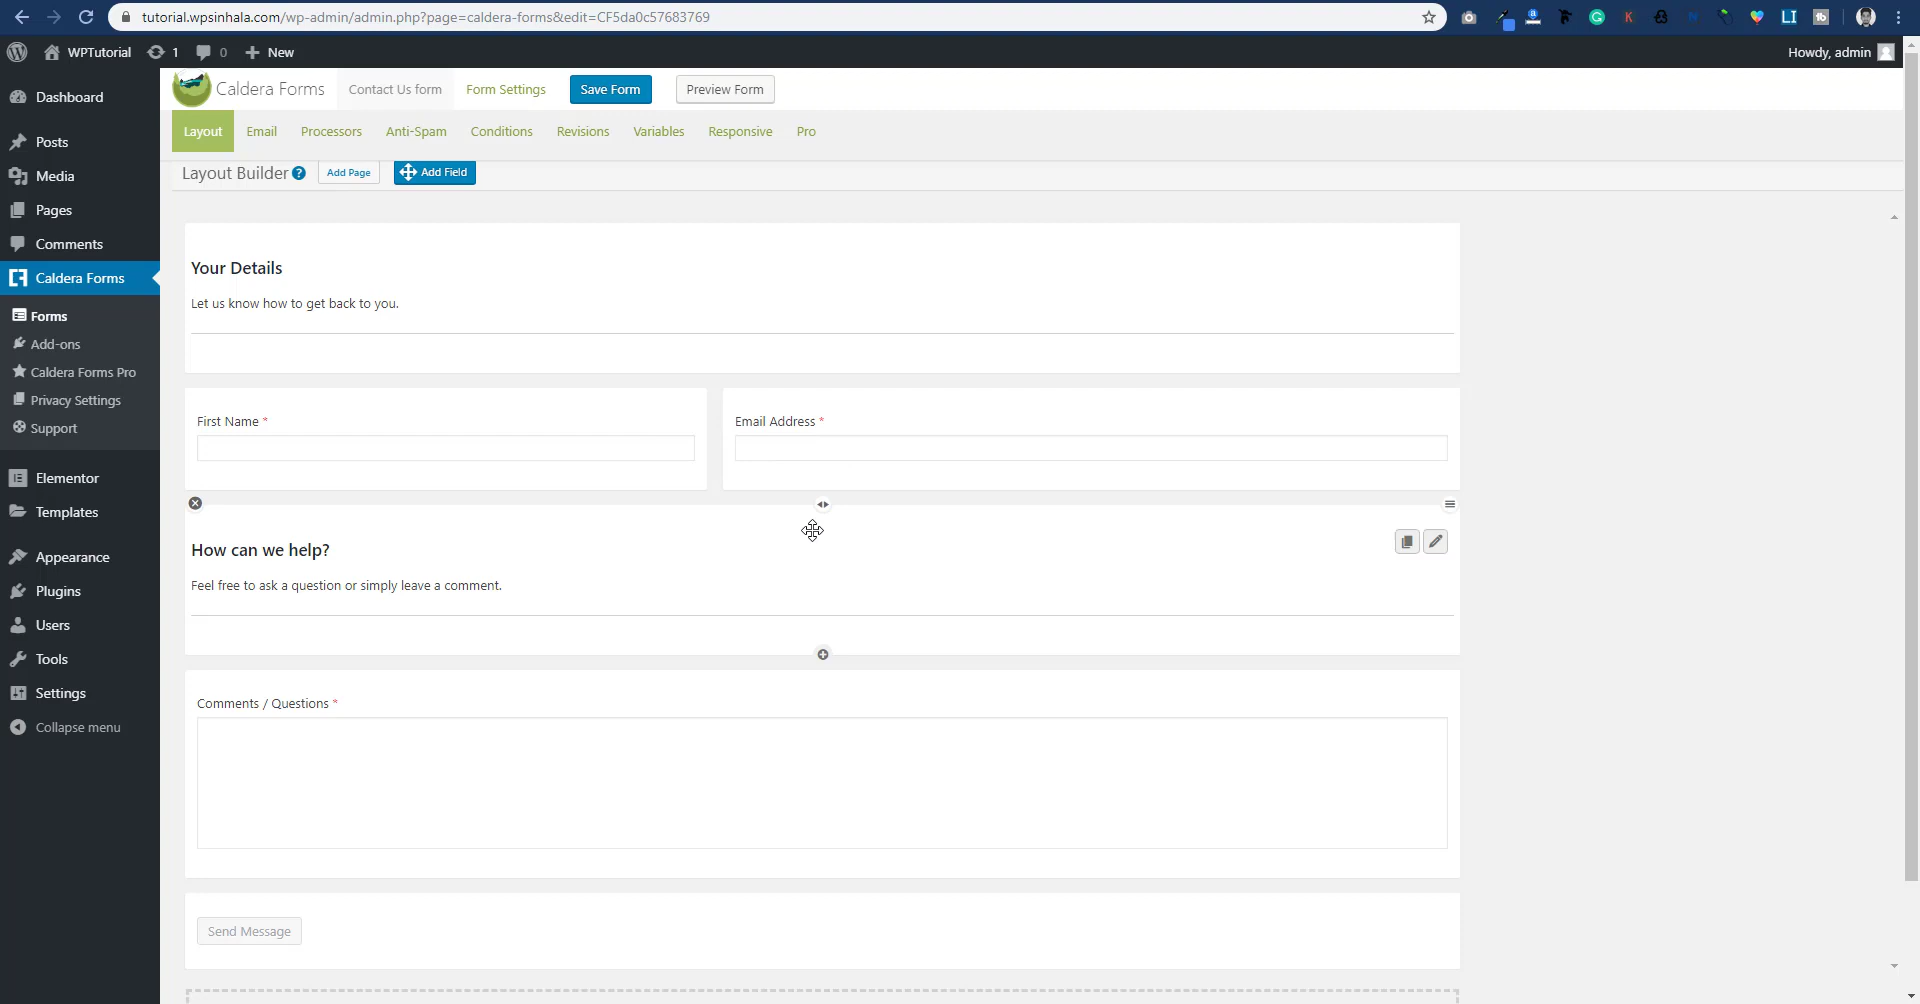 tutorial.wpsinhala.com/wp-admin/admin.php?page=caldera-forms&edit=CF5da0c57683769
WPTutorial 1 0 New
Howdy, admin
Caldera Forms Contact Us form Form Settings Save Form Preview Form
Layout Email Processors Anti-Spam Conditions Revisions Variables Responsive Pro
Layout Builder ? Add Page Add Field
Dashboard
Posts
Media
Pages
Comments
Caldera Forms
Forms
Add-ons
Caldera Forms Pro
Privacy Settings
Support
Elementor
Templates
Appearance
Plugins
Users
Tools
Settings
Collapse menu
Your Details
Let us know how to get back to you.
First Name *
Email Address *
How can we help?
Feel free to ask a question or simply leave a comment.
Comments / Questions *
Send Message